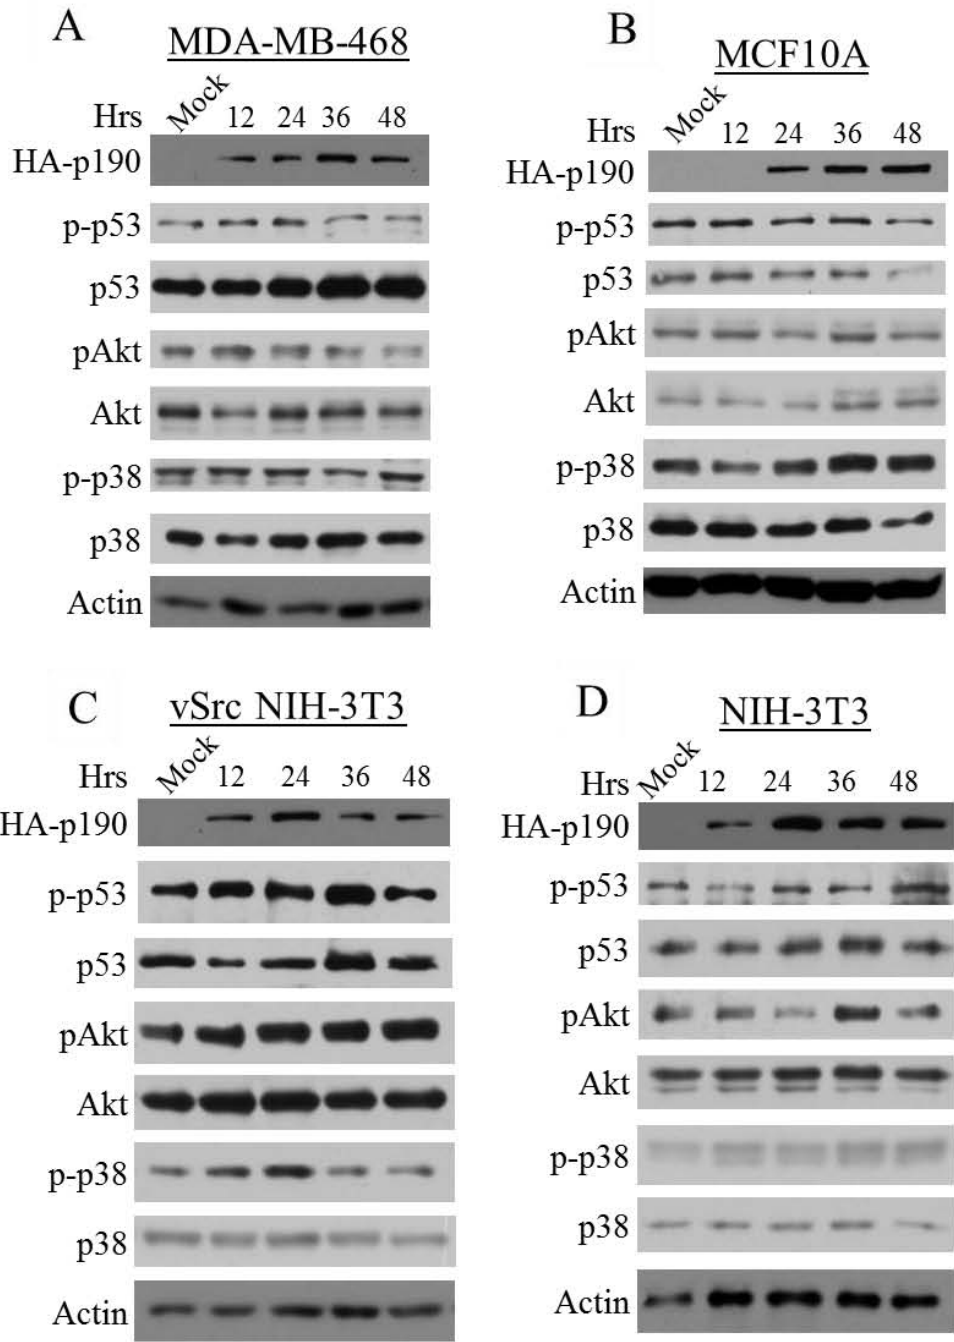 A
MDA-MB-468
Hrs Mock 12 24 36 48
HA-p190
p-p53
p53
pAkt
Akt
p-p38
p38
Actin
B
MCF10A
Hrs Mock 12 24 36 48
HA-p190
p-p53
p53
pAkt
Akt
p-p38
p38
Actin
C
vSrc NIH-3T3
Hrs Mock 12 24 36 48
HA-p190
p-p53
p53
pAkt
Akt
p-p38
p38
Actin
D
NIH-3T3
Hrs Mock 12 24 36 48
HA-p190
p-p53
p53
pAkt
Akt
p-p38
p38
Actin